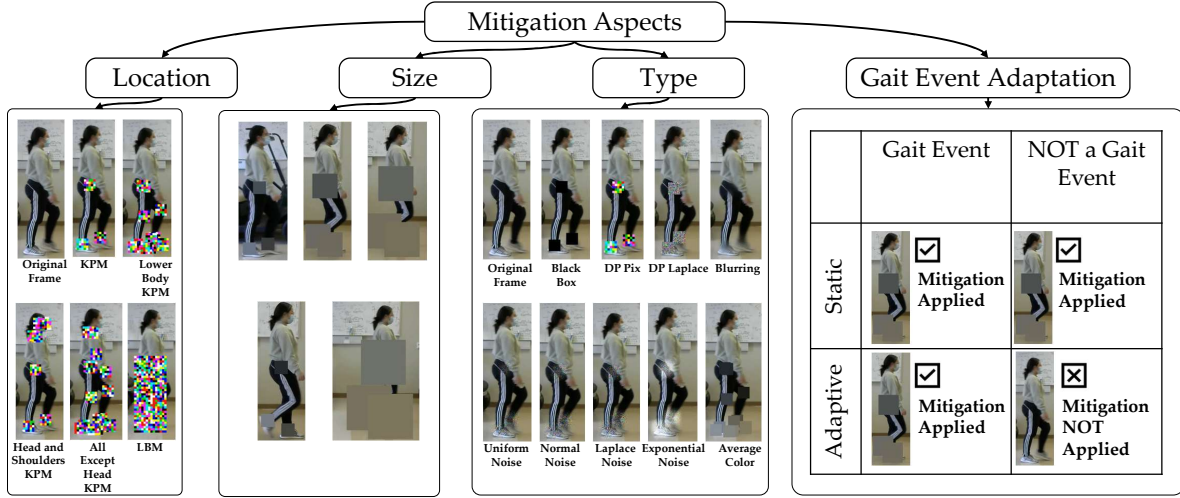 Mitigation Aspects
Location
Size
Type
Gait Event Adaptation
Original
Frame
KPM
Lower
Body
KPM
Head and
Shoulders
KPM
All
Except
Head
KPM
LBM
Original
Frame
Black
Box
DP Pix
DP Laplace
Blurring
Uniform
Noise
Normal
Noise
Laplace
Noise
Exponential
Noise
Average
Color
Gait Event
NOT a Gait
Event
Static
Mitigation
Applied
Mitigation
Applied
Adaptive
Mitigation
Applied
Mitigation
NOT
Applied